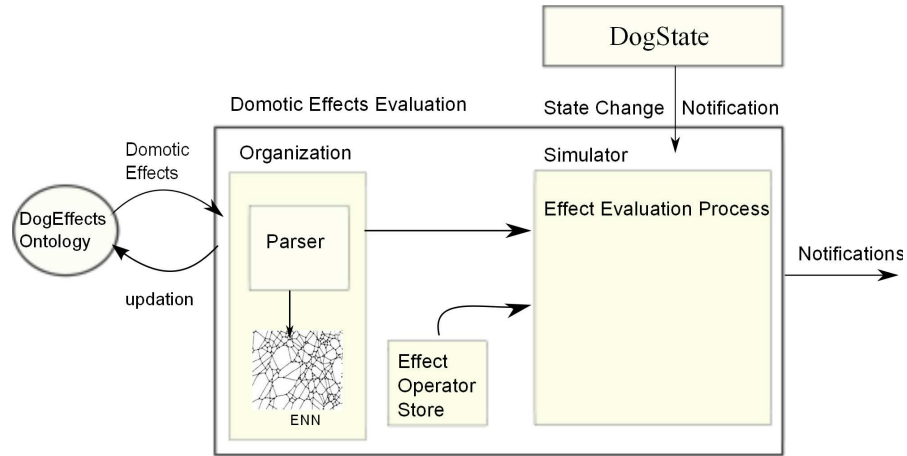 DogState
Domotic Effects Evaluation
State Change Notification
Domotic
Effects
Organization
Simulator
DogEffects
Ontology
Parser
Effect Evaluation Process
Notifications
updation
Effect
Operator
Store
ENN